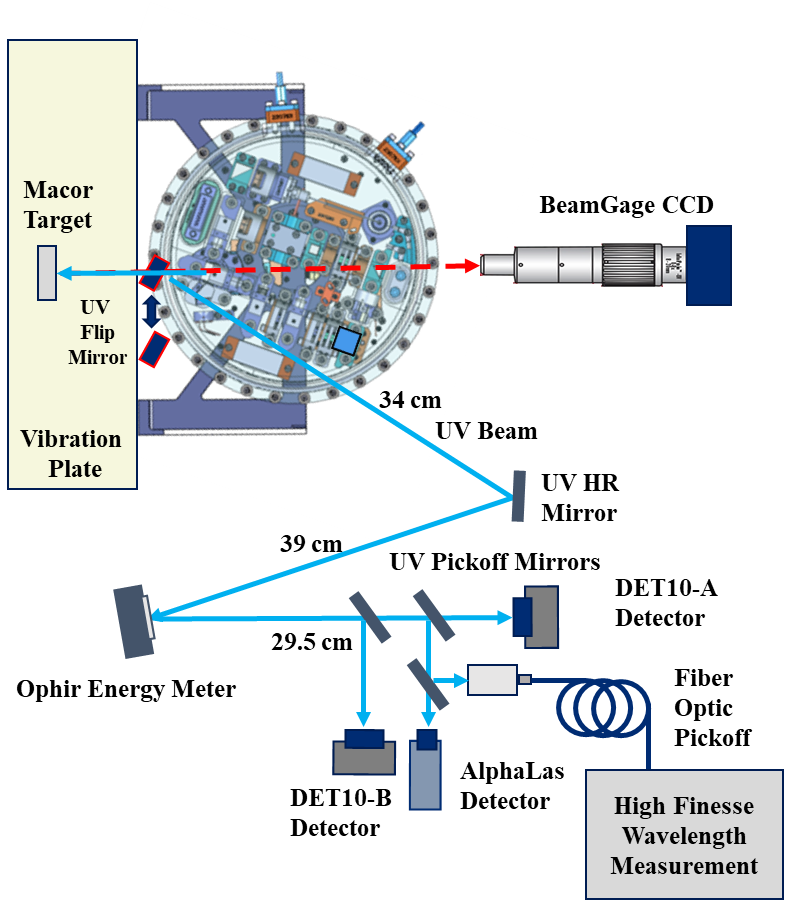 Macor
Target
BeamGage CCD
UV
Flip
Mirror
34 cm
UV Beam
Vibration
Plate
UV HR
Mirror
39 cm
UV Pickoff Mirrors
DET10-A
Detector
29.5 cm
Ophir Energy Meter
Fiber
Optic
Pickoff
AlphaLas
Detector
DET10-B
Detector
High Finesse
Wavelength
Measurement